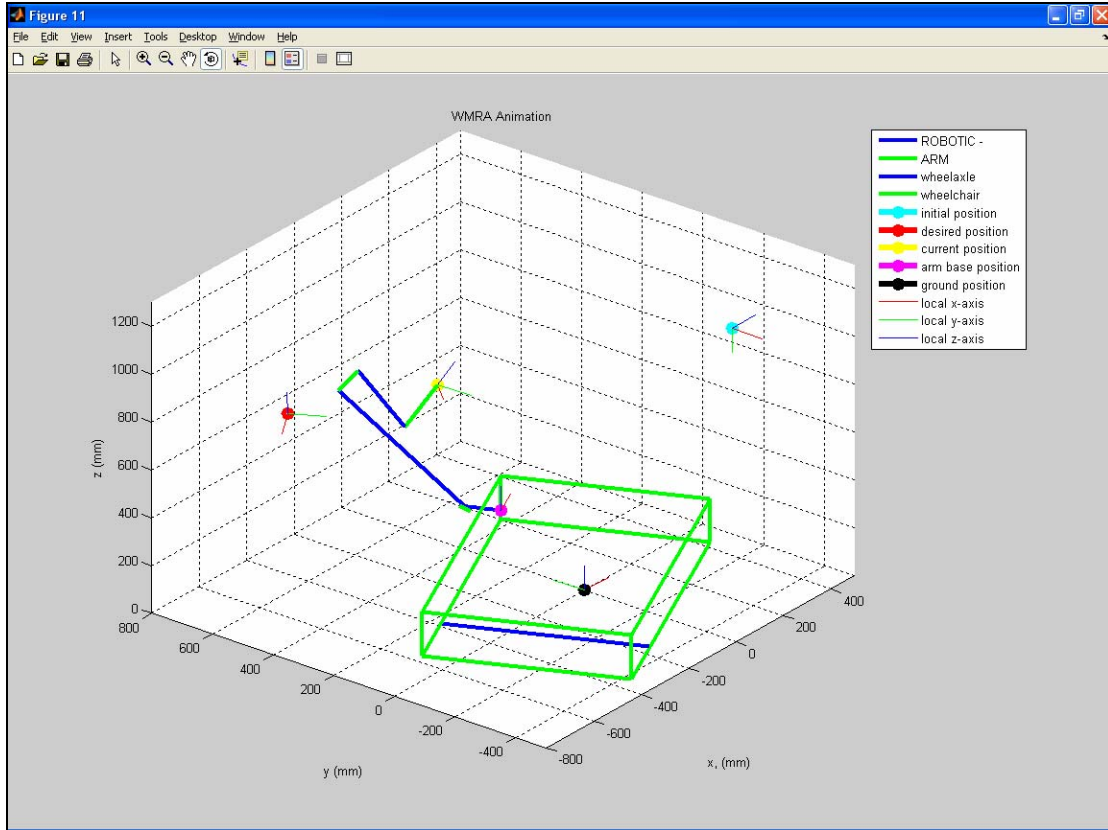 Figure 11
File Edit View Insert Tools Desktop Window Help
WMRA Animation
ROBOTIC -
ARM
wheelaxle
wheelchair
initial position
desired position
current position
arm base position
ground position
local x-axis
local y-axis
local z-axis
1200
1000
800
600
400
200
0
z (mm)
800
600
400
200
0
-200
-400
y (mm)
400
200
0
-200
-400
-600
-800
x, (mm)